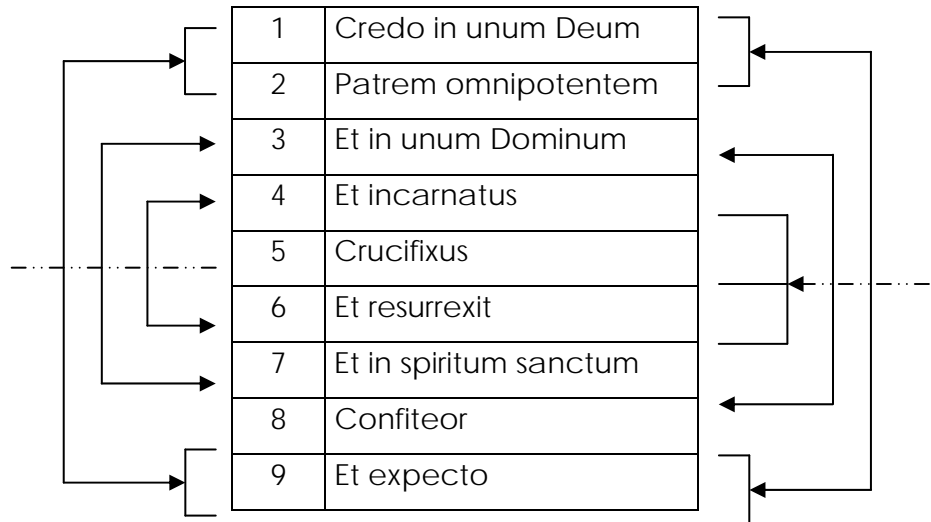 1 Credo in unum Deum
2 Patrem omnipotentem
3 Et in unum Dominum
4 Et incarnatus
5 Crucifixus
6 Et resurrexit
7 Et in spiritum sanctum
8 Confiteor
9 Et expecto